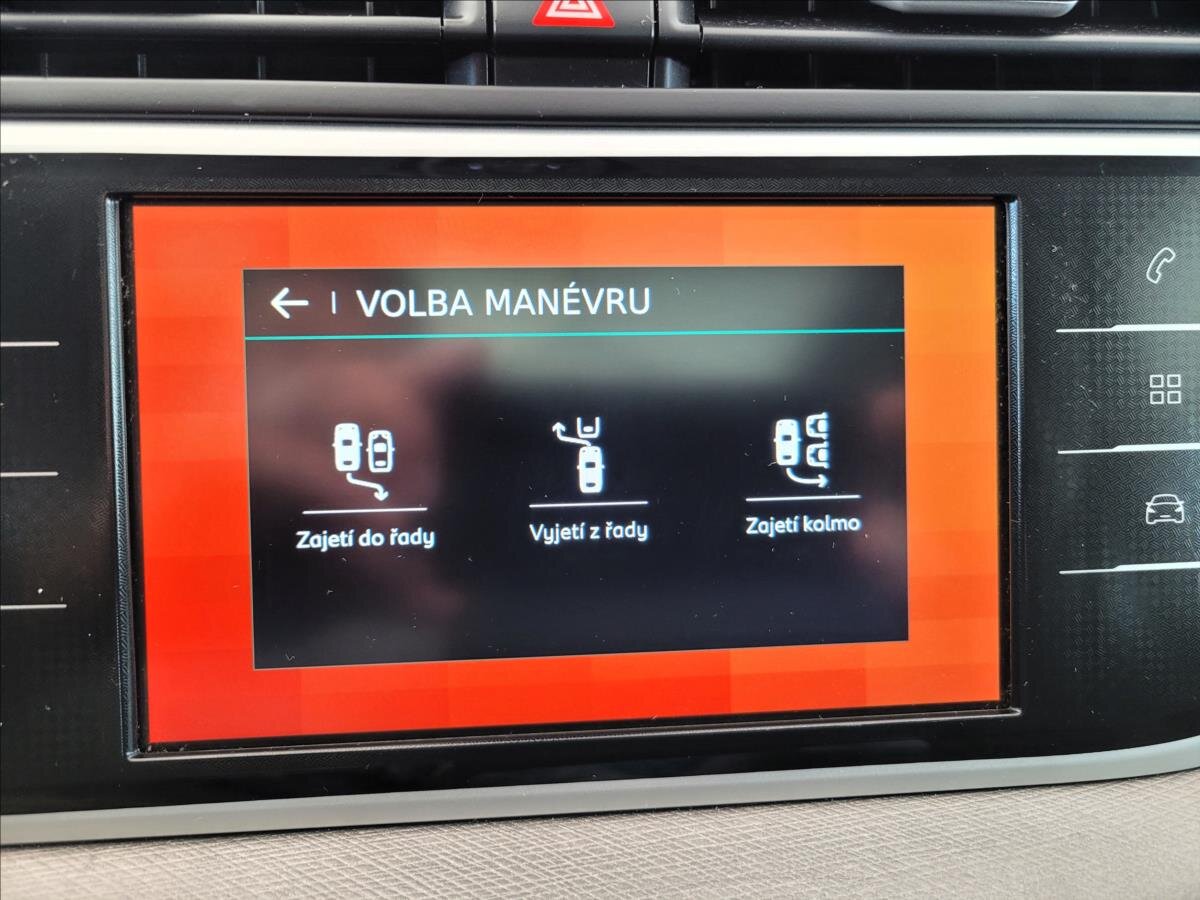 VOLBA MANÉVRU
Zajetí do řady
Vyjetí z řady
Zajetí kolmo